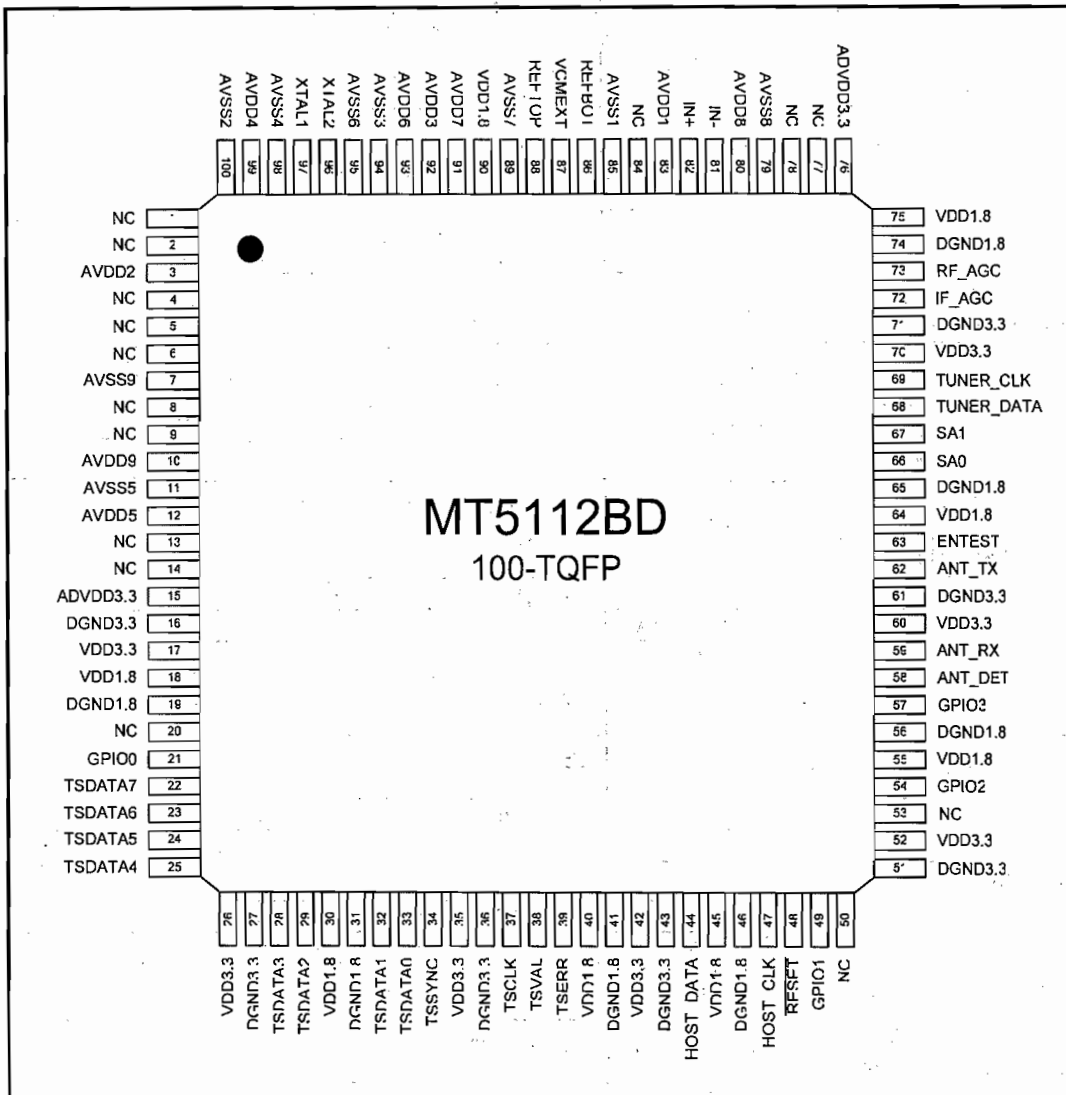 AVSS2 AVDD4 AVSS4 XTAL1 XTAL2 AVSS6 AVSS3 AVDD6 AVDD3 AVDD7 VDD1.8 AVSS7 REFTOP VCMEXT REFBOT AVSS1 NC AVDD1 IN+ IN- AVDD8 AVSS8 NC NC ADVDD3.3
100 99 98 97 96 95 94 93 92 91 90 89 88 87 86 85 84 83 82 81 80 79 78 77 76
NC
NC 2
AVDD2 3
NC 4
NC 5
NC 6
AVSS9 7
NC 8
NC 9
AVDD9 10
AVSS5 11
AVDD5 12
NC 13
NC 14
ADVDD3.3 15
DGND3.3 16
VDD3.3 17
VDD1.8 18
DGND1.8 19
NC 20
GPIO0 21
TSDATA7 22
TSDATA6 23
TSDATA5 24
TSDATA4 25
MT5112BD
100-TQFP
75 VDD1.8
74 DGND1.8
73 RF_AGC
72 IF_AGC
71 DGND3.3
70 VDD3.3
69 TUNER_CLK
68 TUNER_DATA
67 SA1
66 SA0
65 DGND1.8
64 VDD1.8
63 ENTEST
62 ANT_TX
61 DGND3.3
60 VDD3.3
59 ANT_RX
58 ANT_DET
57 GPIO3
56 DGND1.8
55 VDD1.8
54 GPIO2
53 NC
52 VDD3.3
51 DGND3.3
26 27 28 29 30 31 32 33 34 35 36 37 38 39 40 41 42 43 44 45 46 47 48 49 50
VDD3.3 DGND3.3 TSDATA3 TSDATA2 VDD1.8 DGND1.8 TSDATA1 TSDATA0 TSSYNC VDD3.3 DGND3.3 TSCLK TSVAL TSERR VDD1.8 DGND1.8 VDD3.3 DGND3.3 HOST_DATA VDD1.8 DGND1.8 HOST_CLK RESET GPIO1 NC